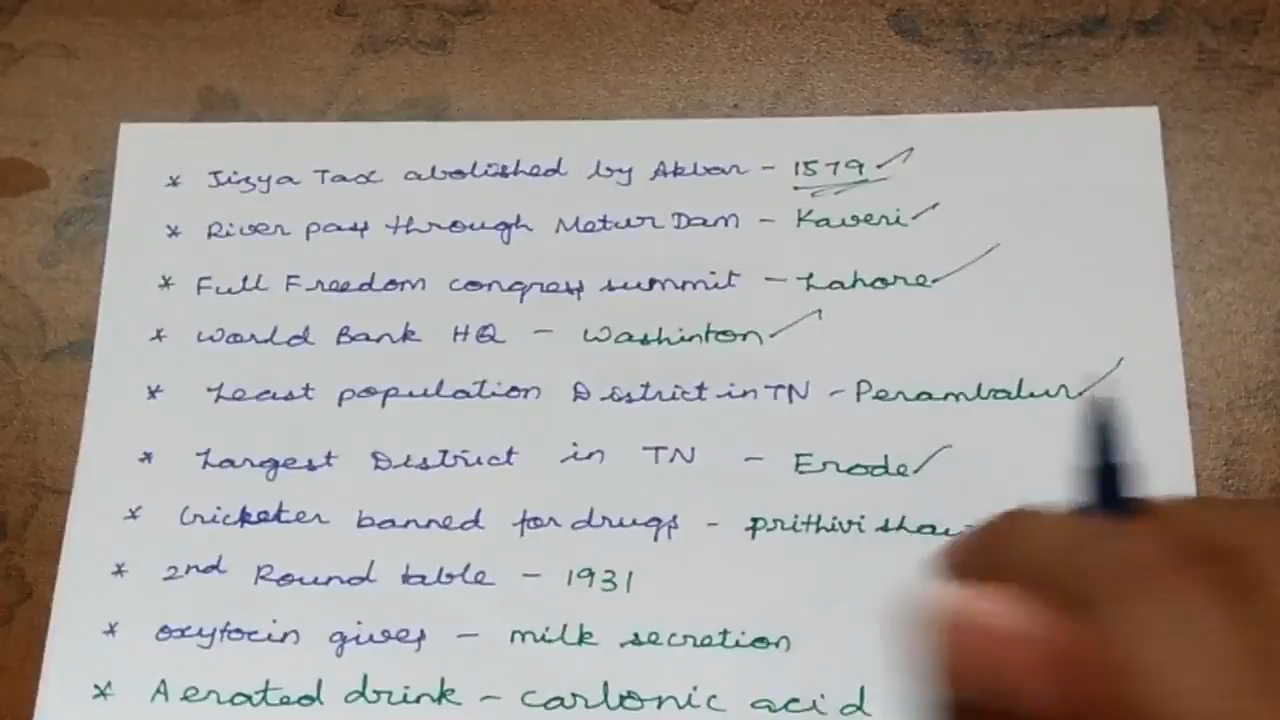 * Jizya Tax abolished by Akbar - 1579
* River pass through Metur Dam - Kaveri
* Full Freedom congress summit - Lahore
* World Bank HQ - Washinton
* Least population District in TN - Perambalur
* Largest District in TN - Erode
* Cricketer banned for drugs - prithivi shaw
* 2nd Round table - 1931
* oxytocin gives - milk secretion
* Aerated drink - carbonic acid